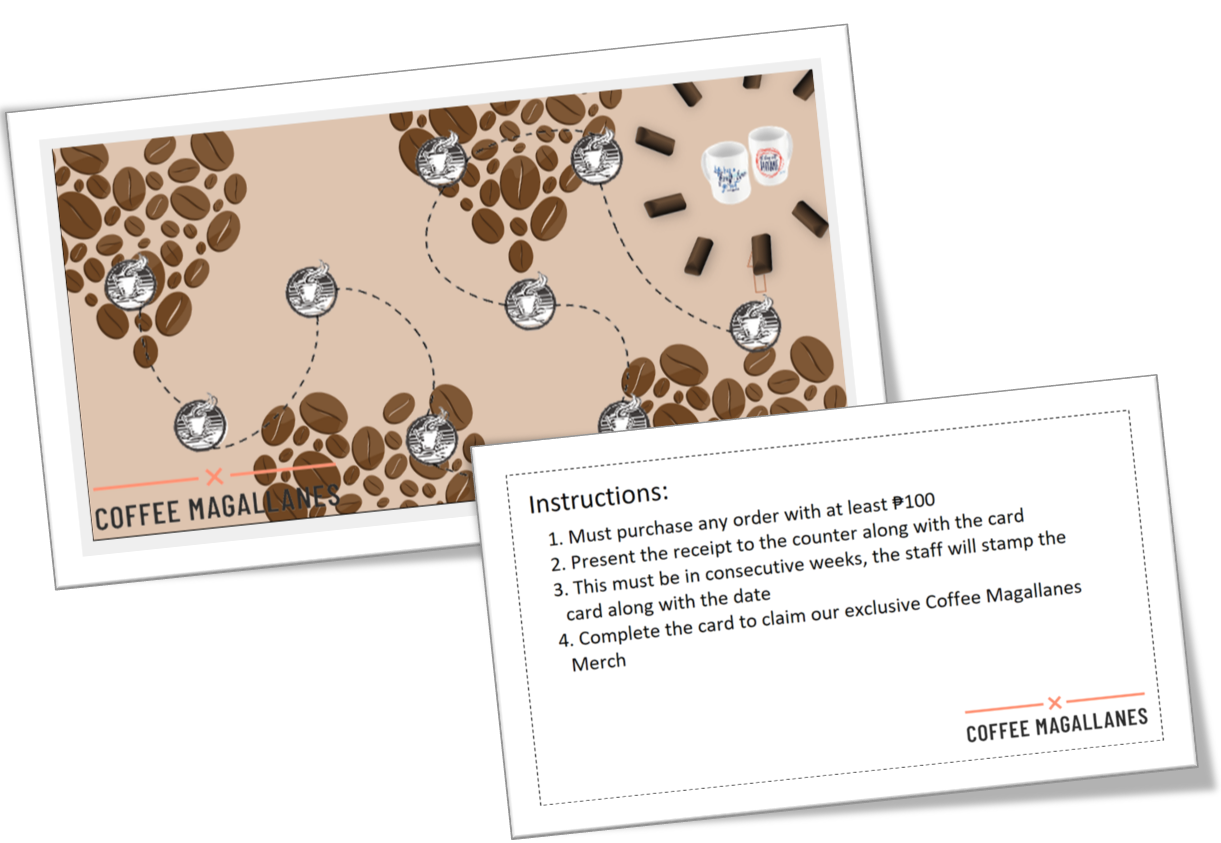 COFFEE MAGALLANES
Instructions:
1. Must purchase any order with at least ₱100
2. Present the receipt to the counter along with the card
3. This must be in consecutive weeks, the staff will stamp the
card along with the date
4. Complete the card to claim our exclusive Coffee Magallanes
Merch
COFFEE MAGALLANES